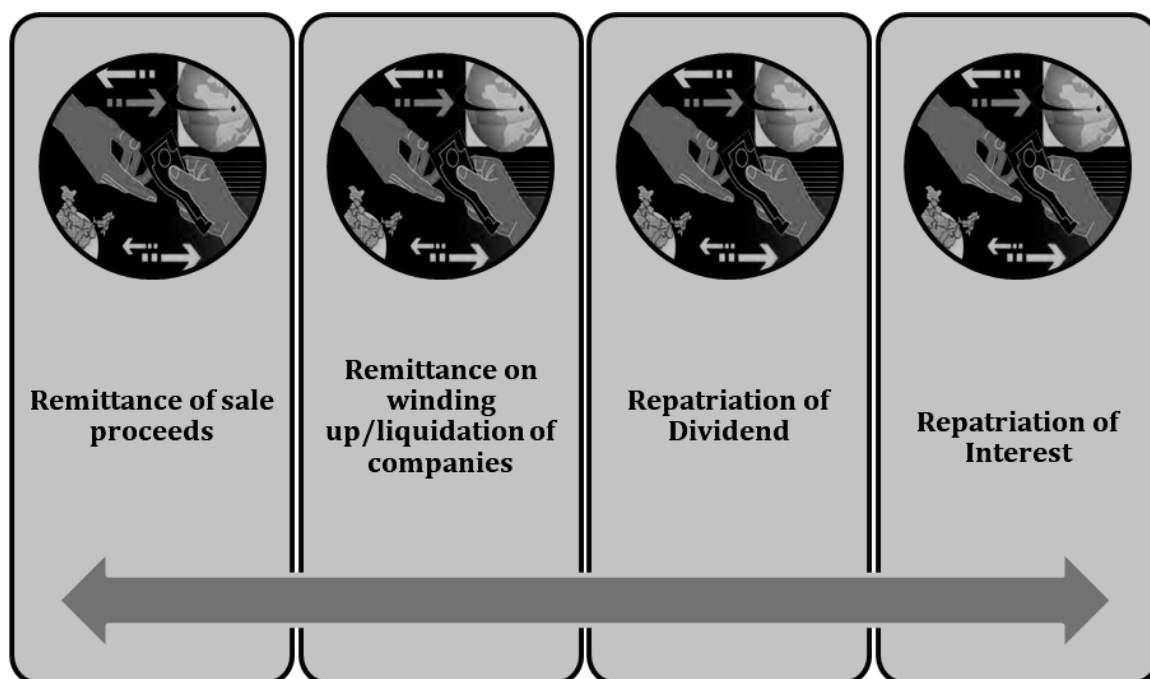 Remittance of sale
proceeds
Remittance on
winding
up/liquidation of
companies
Repatriation of
Dividend
Repatriation of
Interest